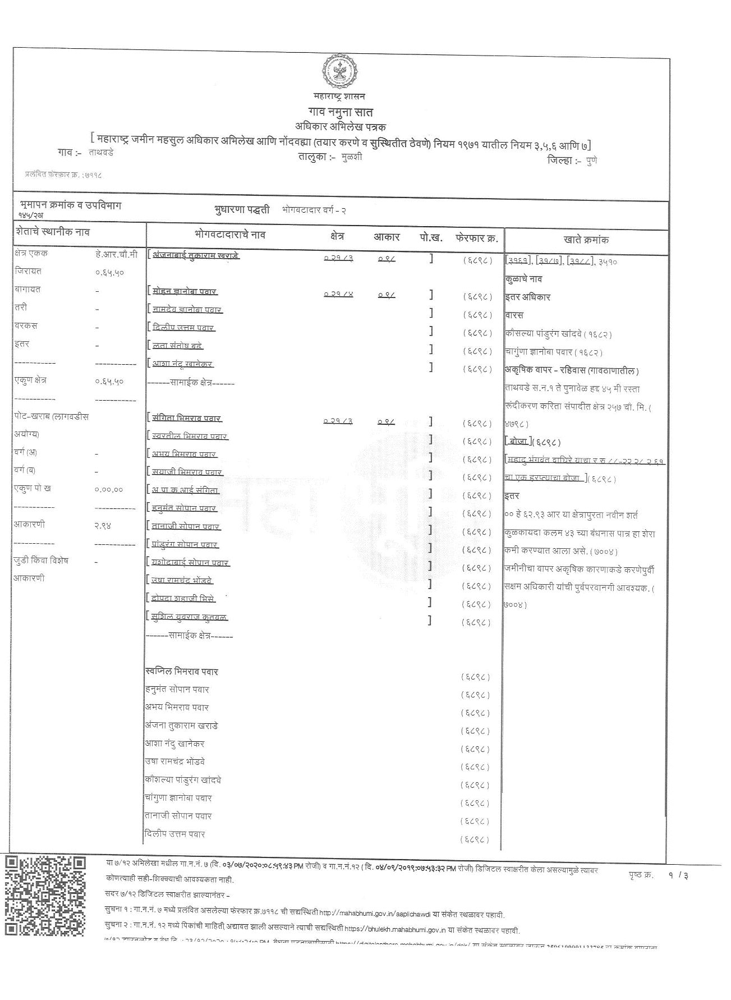 महाराष्ट्र शासन
गाव नमुना सात
अधिकार अभिलेख पत्रक
[ महाराष्ट्र जमीन महसुल अधिकार अभिलेख आणि नोंदवह्या (तयार करणे व सुस्थितीत ठेवणे) नियम १९७१ यातील नियम ३,५,६ आणि ७]
गाव :- ताथवडे तालुका :- मुळशी जिल्हा :- पुणे
प्रलंबित फेरफार क्र. : ७११८
भूमापन क्रमांक व उपविभाग भुधारणा पद्धती भोगवटादार वर्ग - २
१४५/२अ
शेताचे स्थानीक नाव भोगवटादाराचे नाव क्षेत्र आकार पो.ख. फेरफार क्र. खाते क्रमांक
क्षेत्र एकक हे.आर.चौ.मी [ अंजनाबाई तुकाराम खराडे ०.२१.८३ ०.९८ ] (६८९८) [३१६१], [३१८७], [३१८८], ३५१०
जिरायत ०.६५.५० कुळाचे नाव
बागायत - [ मोहन ज्ञानोबा पवार ०.२१.८४ ०.९८ ] (६८९८) इतर अधिकार
तरी - [ नामदेव ज्ञानोबा पवार ] (६८९८) वारस
वरकस - [ दिलीप उत्तम पवार ] (६८९८) कौसल्या पांडुरंग खांदवे ( १६८२ )
इतर - [ लता संतोष बढे ] (६८९८) चागुंणा ज्ञानोबा पवार ( १६८२ )
----------- ----------- [ आशा नंदू खानेकर ] (६८९८) अकृषिक वापर - रहिवास (गावठाणातील )
एकुण क्षेत्र ०.६५.५० ------सामाईक क्षेत्र------ ताथवडे स.न.१ ते पुनावेळ हद्द ४५ मी रस्ता
----------- ----------- रूंदीकरण करिता संपादीत क्षेत्र २५७ चौ. मि. (
पोट-खराब (लागवडीस [ संगिता भिमराव पवार ०.२१.८३ ०.९८ ] (६८९८) ४७९८)
अयोग्य) [ स्वरतील भिमराव पवार ] (६८९८) [ बोजा ](६८९८)
वर्ग (अ) - [ अभय भिमराव पवार ] (६८९८) [महादु भंगवंत वाघिरे याचा र रु ८८-२२ २८ २ ६१
वर्ग (ब) - [ सयाजी भिमराव पवार ] (६८९८) चा एक हरप्त्याचा बोजा ](६८९८)
एकुण पो ख ०.००.०० [ अ पा क आई संगिता ] (६८९८) इतर
----------- ----------- [ हनुमंत सोपान पवार ] (६८९८) ०० हे ६२.९३ आर या क्षेत्रापुरता नवीन शर्त
आकारणी २.९४ [ तानाजी सोपान पवार ] (६८९८) कुळकायदा कलम ४३ च्या बंधनास पात्र हा शेरा
----------- ----------- [ पांडुरंग सोपान पवार ] (६८९८) कमी करण्यात आला असे. ( ७००४ )
जुडी किंवा विशेष - [ यशोदाबाई सोपान पवार ] (६८९८) जमीनीचा वापर अकृषिक कारणाकडे करणेपुर्वी
आकारणी [ उषा रामचंद्र भोंडवे ] (६८९८) सक्षम अधिकारी यांची पुर्वपरवानगी आवश्यक. (
[ द्रोपदा शहाजी भिसे ] (६८९८) ७००४ )
[ सुशिल युवराज कुतवळ ] (६८९८)
------सामाईक क्षेत्र------
स्वप्निल भिमराव पवार (६८९८)
हनुमंत सोपान पवार (६८९८)
अभय भिमराव पवार (६८९८)
अंजना तुकाराम खराडे (६८९८)
आशा नंदु खानेकर (६८९८)
उषा रामचंद्र भोंडवे (६८९८)
कौशल्या पांडुरंग खांदवे (६८९८)
चांगुणा ज्ञानोबा पवार (६८९८)
तानाजी सोपान पवार (६८९८)
दिलीप उत्तम पवार (६८९८)
या ७/१२ अभिलेखा मधील गा.न.नं. ७ (दि. ०३/०७/२०२०:०८:५९:४३ PM रोजी) व गा.न.नं.१२ ( दि. ०४/०९/२०१९:०७:५३:३२ PM रोजी) डिजिटल स्वाक्षरीत केला असल्यामुळे त्यावर
कोणत्याही सही-शिक्क्याची आवश्यकता नाही.
पृष्ठ क्र. १ / ३
सदर ७/१२ डिजिटल स्वाक्षरीत झाल्यानंतर -
सुचना १ : गा.न.नं. ७ मध्ये प्रलंबित असलेल्या फेरफार क्र.७११८ ची सद्यस्थिती http://mahabhumi.gov.in/aaplichawdi या संकेत स्थळावर पहावी.
सुचना २ : गा.न.नं. १२ मध्ये पिकांची माहिती अद्यावत झाली असल्याने त्याची सद्यस्थिती https://bhulekh.mahabhumi.gov.in या संकेत स्थळावर पहावी.